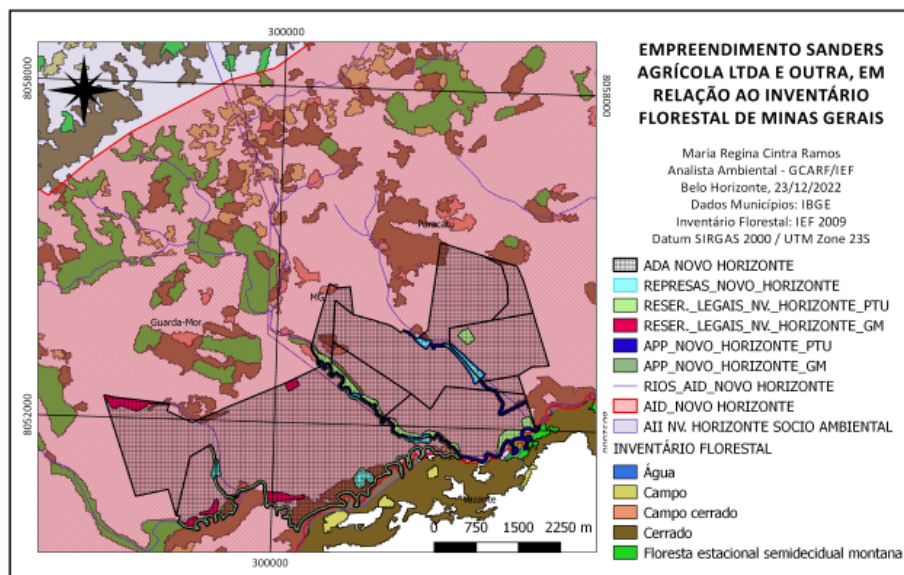 300000
8058000
8058000
Paracatu
MG
Guarda-Mor
8052000
Vazante
0 750 1500 2250 m
300000
EMPREENDIMENTO SANDERS
AGRÍCOLA LTDA E OUTRA, EM
RELAÇÃO AO INVENTÁRIO
FLORESTAL DE MINAS GERAIS
Maria Regina Cintra Ramos
Analista Ambiental - GCARF/IEF
Belo Horizonte, 23/12/2022
Dados Municípios: IBGE
Inventário Florestal: IEF 2009
Datum SIRGAS 2000 / UTM Zone 23S
ADA NOVO HORIZONTE
REPRESAS_NOVO_HORIZONTE
RESER._LEGAIS_NV._HORIZONTE_PTU
RESER._LEGAIS_NV._HORIZONTE_GM
APP_NOVO_HORIZONTE_PTU
APP_NOVO_HORIZONTE_GM
RIOS_AID_NOVO HORIZONTE
AID_NOVO HORIZONTE
AII NV. HORIZONTE SOCIO AMBIENTAL
INVENTÁRIO FLORESTAL
Água
Campo
Campo cerrado
Cerrado
Floresta estacional semidecidual montana